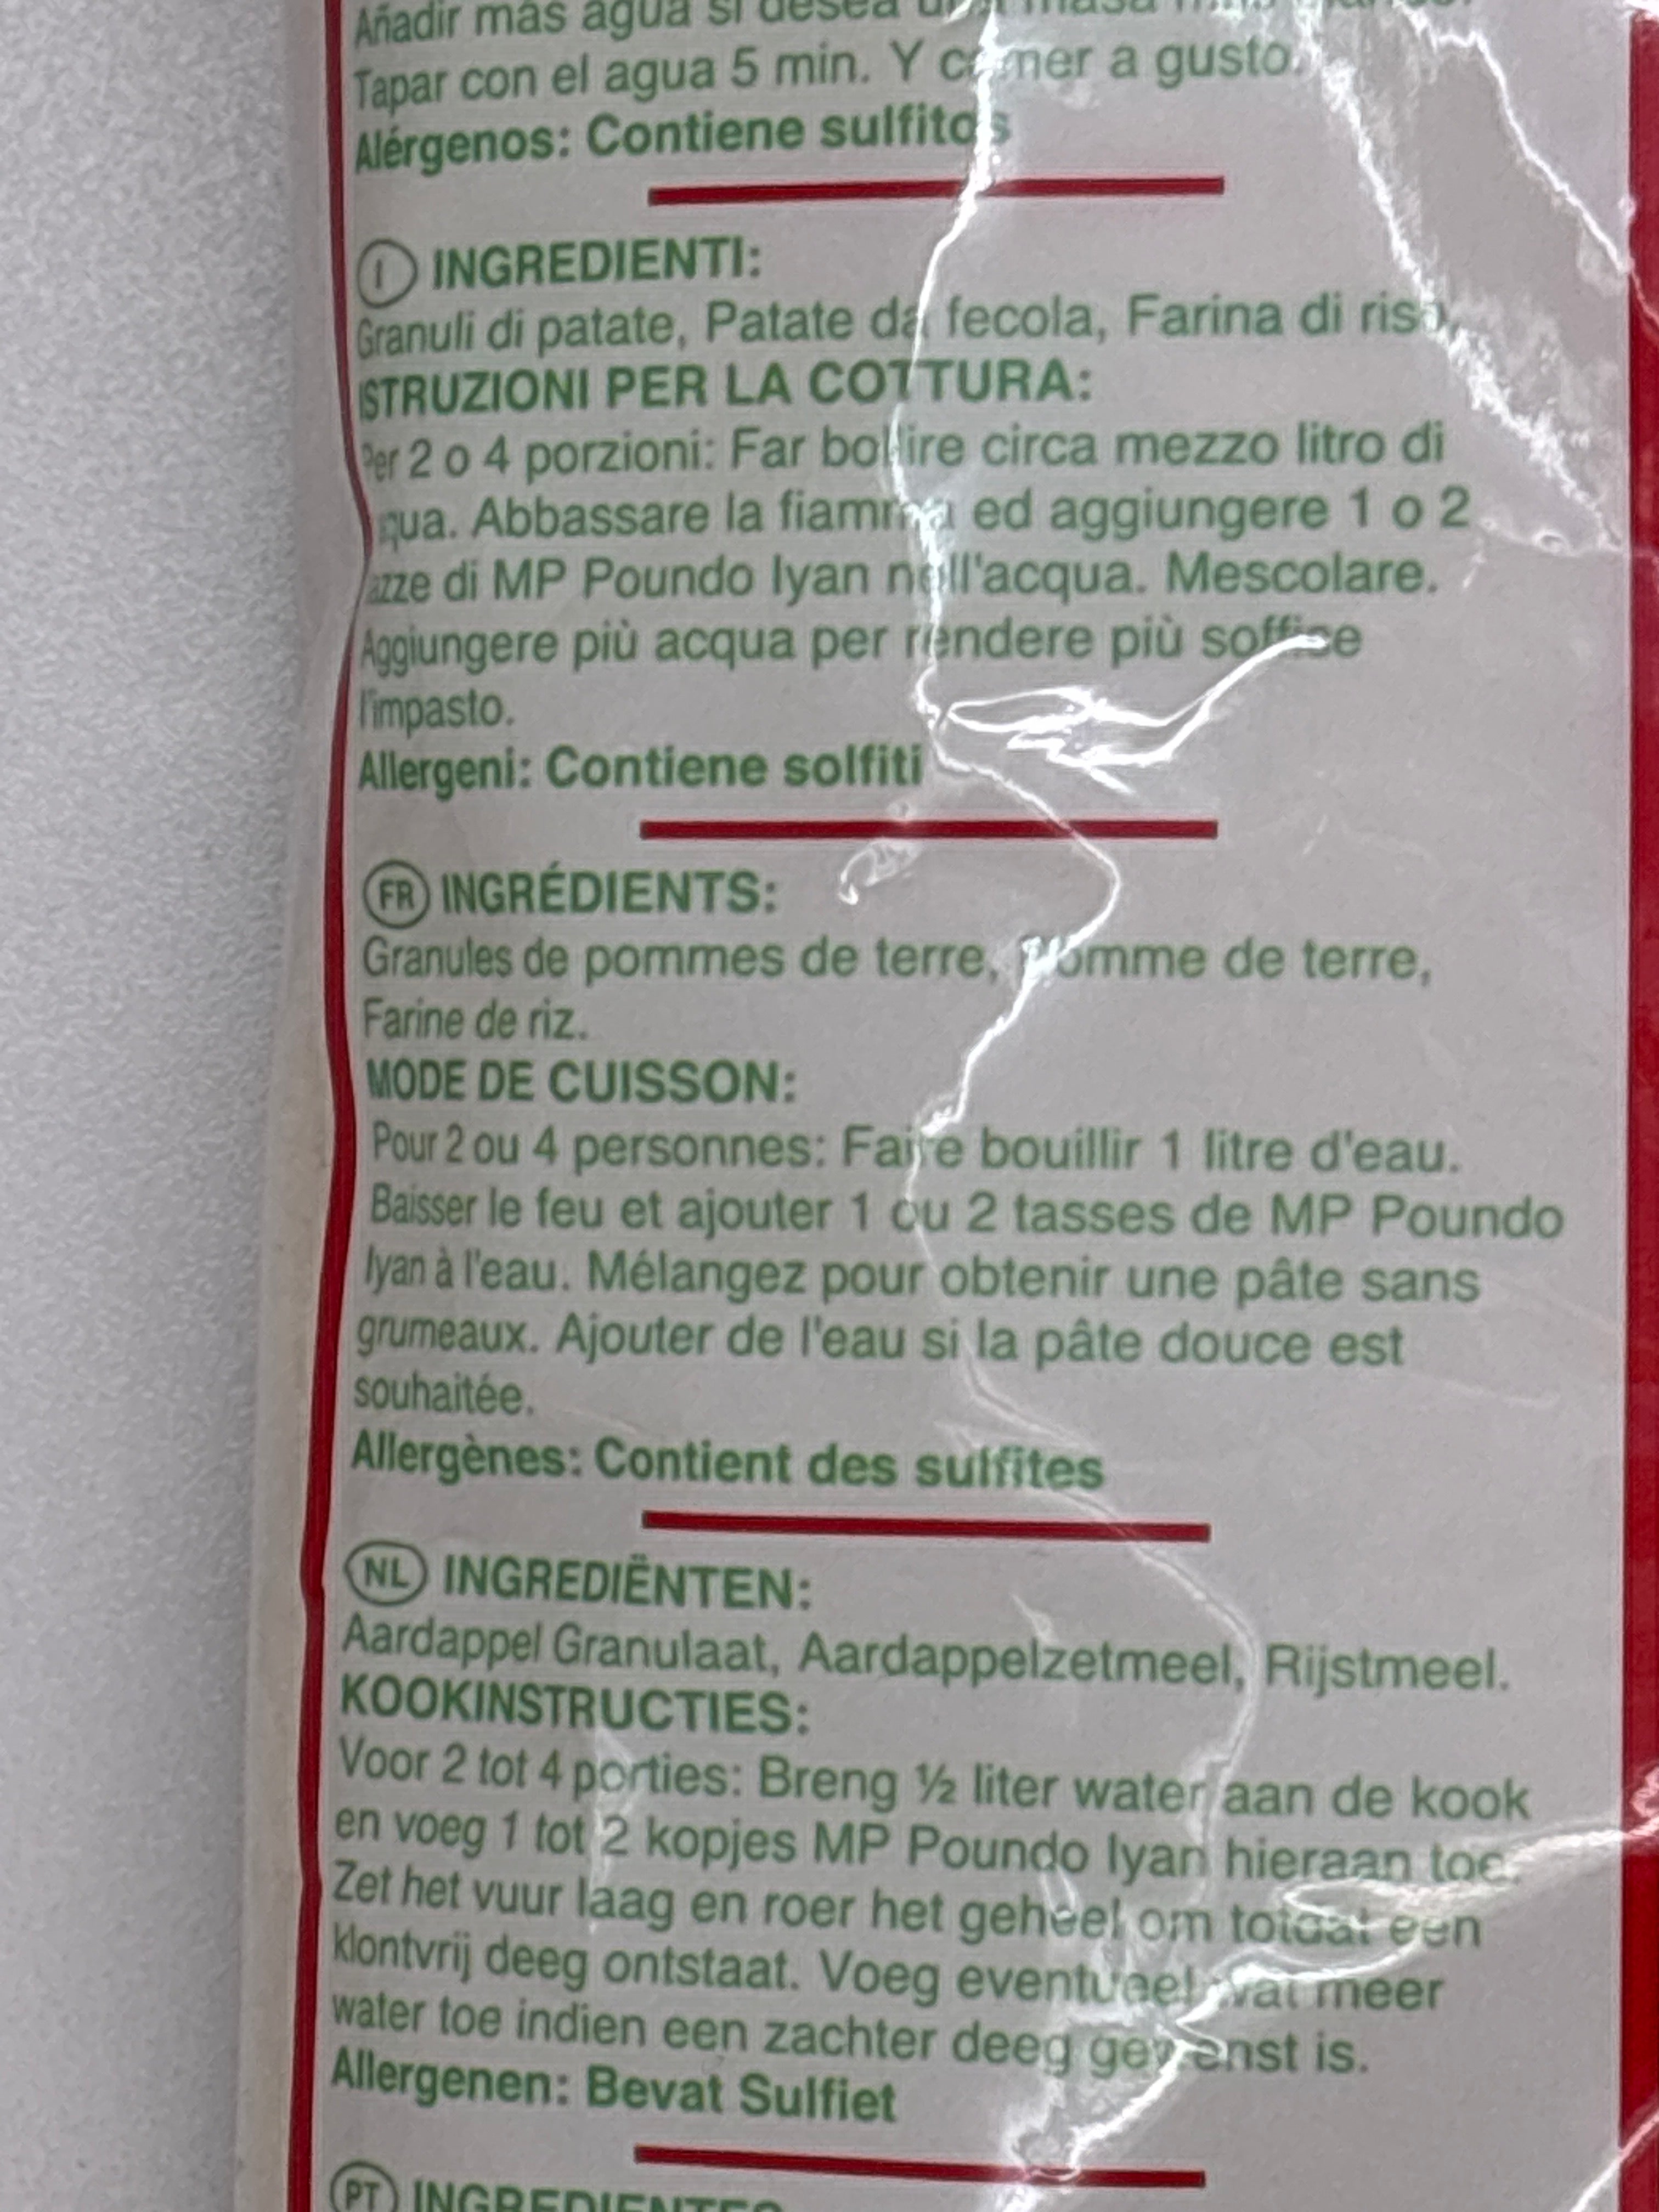 Añadir más agua si desea
Tapar con el agua 5 min. Y comer a gusto.
Alérgenos: Contiene sulfitos
I INGREDIENTI:
Granuli di patate, Patate da fecola, Farina di riso,
ISTRUZIONI PER LA COTTURA:
Per 2 o 4 porzioni: Far bollire circa mezzo litro di
qua. Abbassare la fiamma ed aggiungere 1 o 2
azze di MP Poundo Iyan nell'acqua. Mescolare.
Aggiungere più acqua per rendere più soffice
l'impasto.
Allergeni: Contiene solfiti
FR INGRÉDIENTS:
Granules de pommes de terre, Pomme de terre,
Farine de riz.
MODE DE CUISSON:
Pour 2 ou 4 personnes: Faire bouillir 1 litre d'eau.
Baisser le feu et ajouter 1 ou 2 tasses de MP Poundo
Iyan à l'eau. Mélangez pour obtenir une pâte sans
grumeaux. Ajouter de l'eau si la pâte douce est
souhaitée.
Allergènes: Contient des sulfites
NL INGREDIËNTEN:
Aardappel Granulaat, Aardappelzetmeel, Rijstmeel.
KOOKINSTRUCTIES:
Voor 2 tot 4 porties: Breng ½ liter water aan de kook
en voeg 1 tot 2 kopjes MP Poundo Iyan hieraan toe.
Zet het vuur laag en roer het geheel om totdat een
klontvrij deeg ontstaat. Voeg eventueel wat meer
water toe indien een zachter deeg gewenst is.
Allergenen: Bevat Sulfiet
PT INGREDIENTES